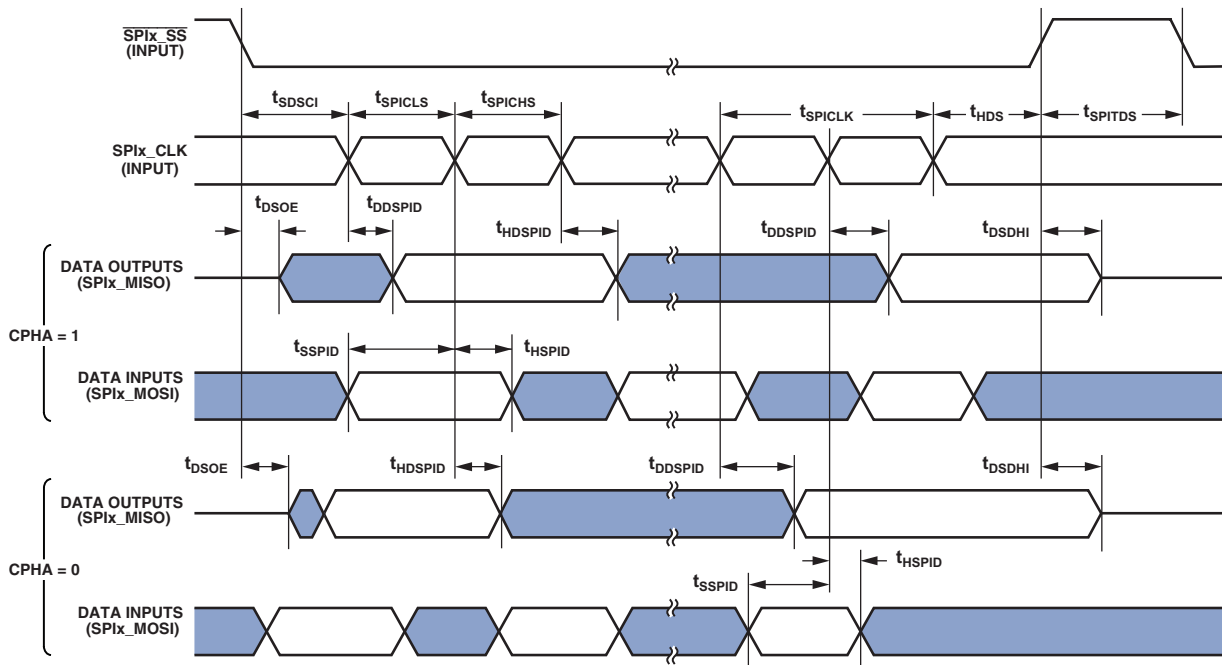 SPIx_SS
(INPUT)
tSDSCI
tSPICLS
tSPICHS
tSPICLK
tHDS
tSPITDS
SPIx_CLK
(INPUT)
tDSOE
tDDSPID
tHDSPID
tDDSPID
tDSDHI
DATA OUTPUTS
(SPIx_MISO)
CPHA = 1
tSSPID
tHSPID
DATA INPUTS
(SPIx_MOSI)
tDSOE
tHDSPID
tDDSPID
tDSDHI
DATA OUTPUTS
(SPIx_MISO)
CPHA = 0
tHSPID
tSSPID
DATA INPUTS
(SPIx_MOSI)